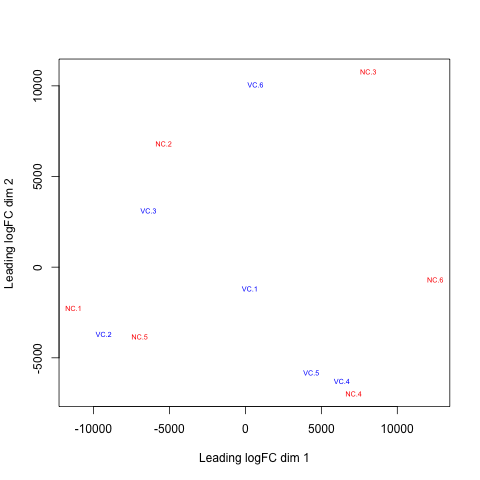 NC.3
VC.6
NC.2
VC.3
NC.6
VC.1
NC.1
VC.2
NC.5
VC.5
VC.4
NC.4
10000
5000
0
-5000
Leading logFC dim 2
-10000 -5000 0 5000 10000
Leading logFC dim 1